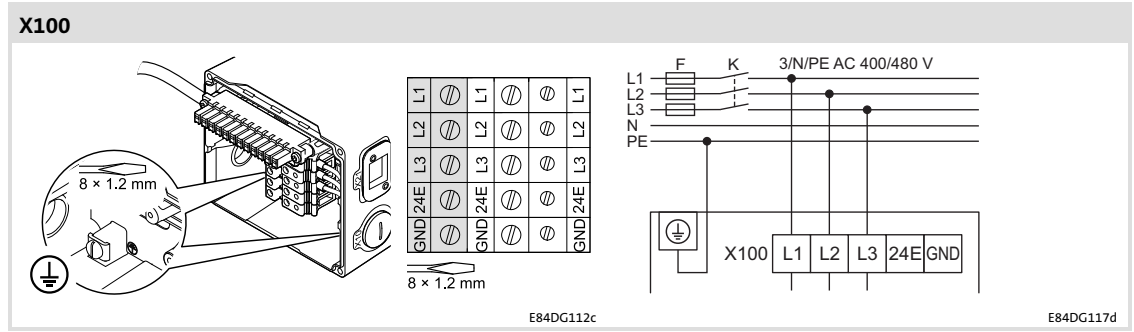 X100
8 × 1.2 mm
L1 L1 L1
L2 L2 L2
L3 L3 L3
24E 24E 24E
GND GND GND
8 × 1.2 mm
E84DG112c
F K 3/N/PE AC 400/480 V
L1
L2
L3
N
PE
X100 L1 L2 L3 24E GND
E84DG117d